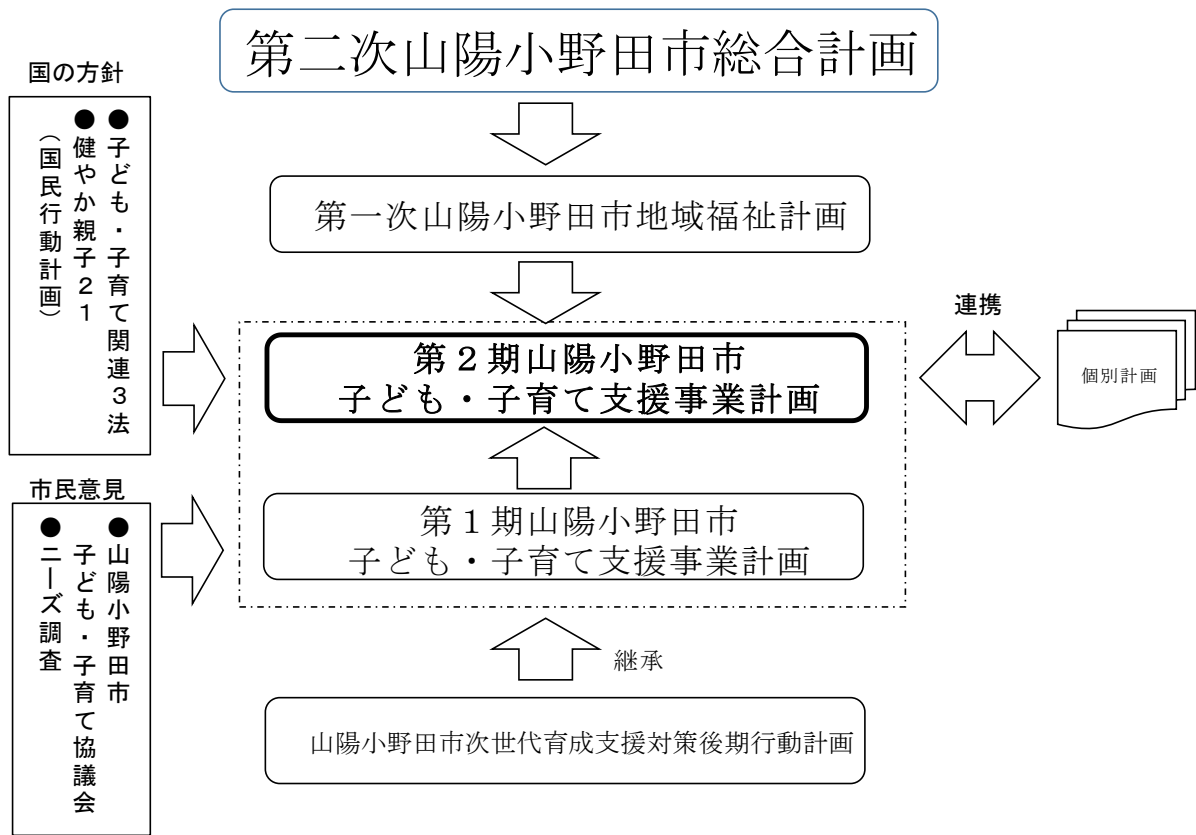 第二次山陽小野田市総合計画
国の方針
●子ども・子育て関連３法
●健やか親子２１
（国民行動計画）
第一次山陽小野田市地域福祉計画
第２期山陽小野田市
子ども・子育て支援事業計画
連携
個別計画
市民意見
●山陽小野田市
子ども・子育て協議会
●ニーズ調査
第１期山陽小野田市
子ども・子育て支援事業計画
継承
山陽小野田市次世代育成支援対策後期行動計画